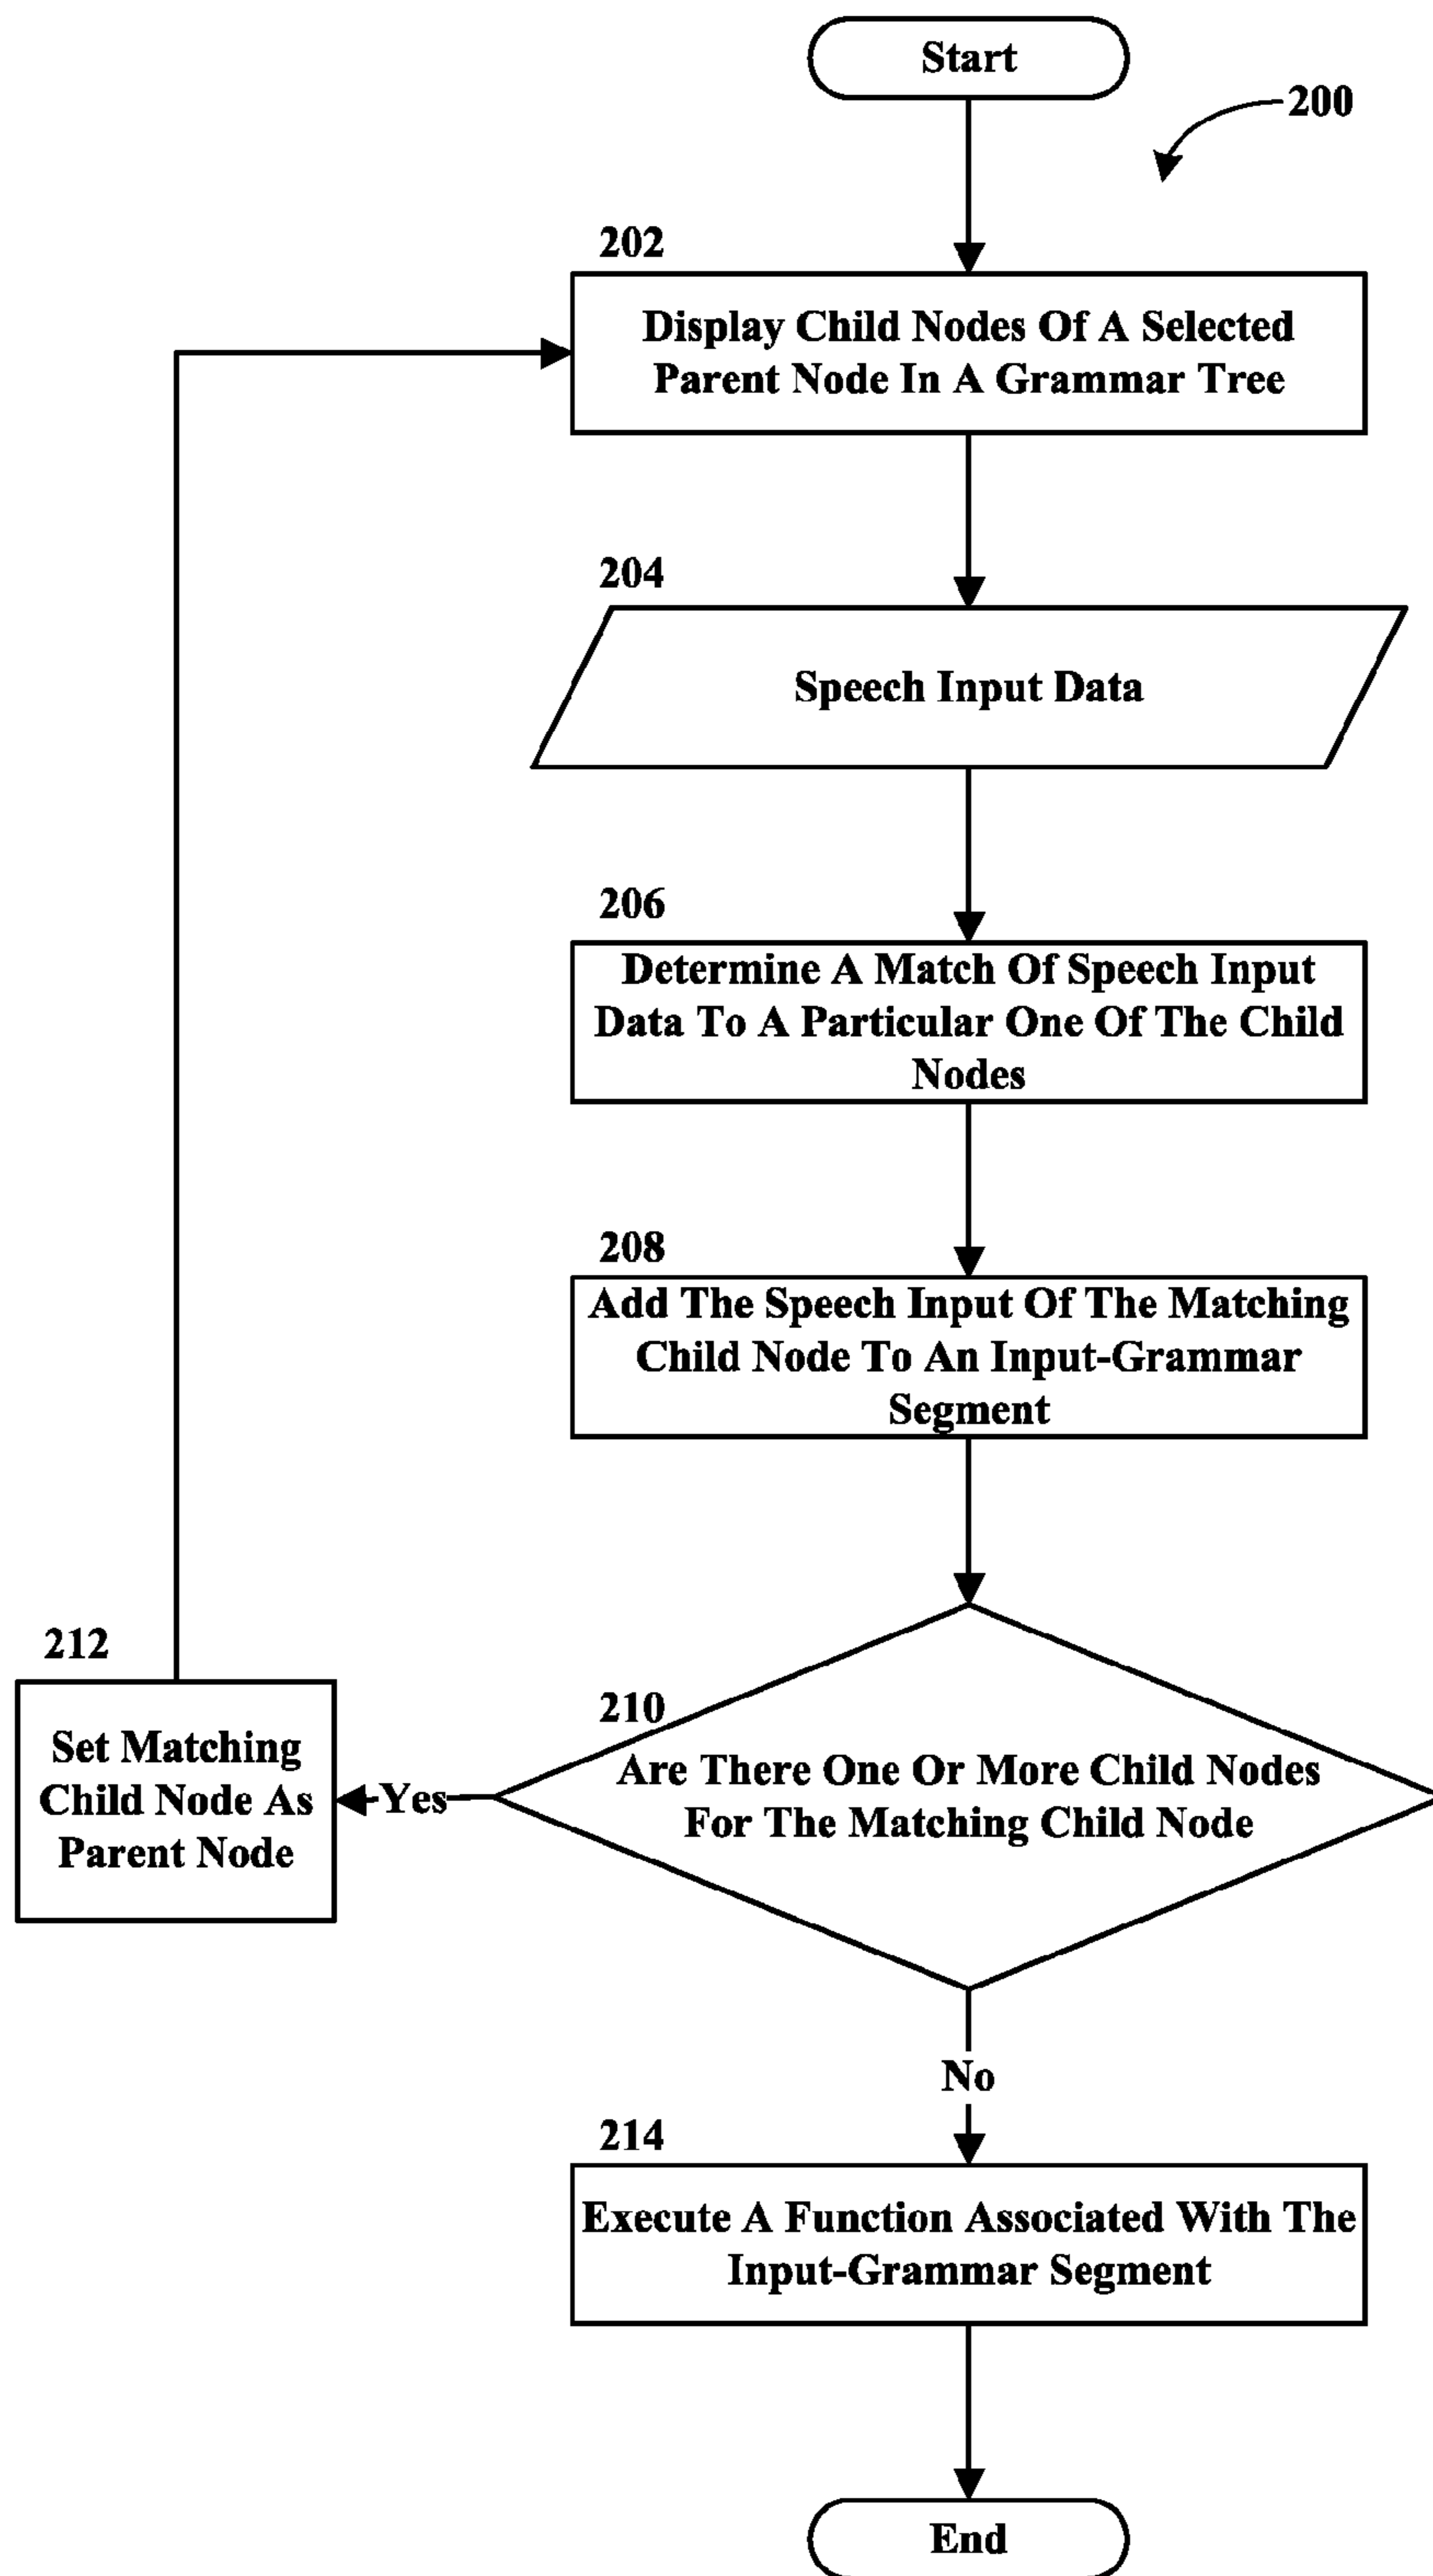 Start
200
202
Display Child Nodes Of A Selected
Parent Node In A Grammar Tree
204
Speech Input Data
206
Determine A Match Of Speech Input
Data To A Particular One Of The Child
Nodes
208
Add The Speech Input Of The Matching
Child Node To An Input-Grammar
Segment
210
Are There One Or More Child Nodes
For The Matching Child Node
Yes
212
Set Matching
Child Node As
Parent Node
No
214
Execute A Function Associated With The
Input-Grammar Segment
End